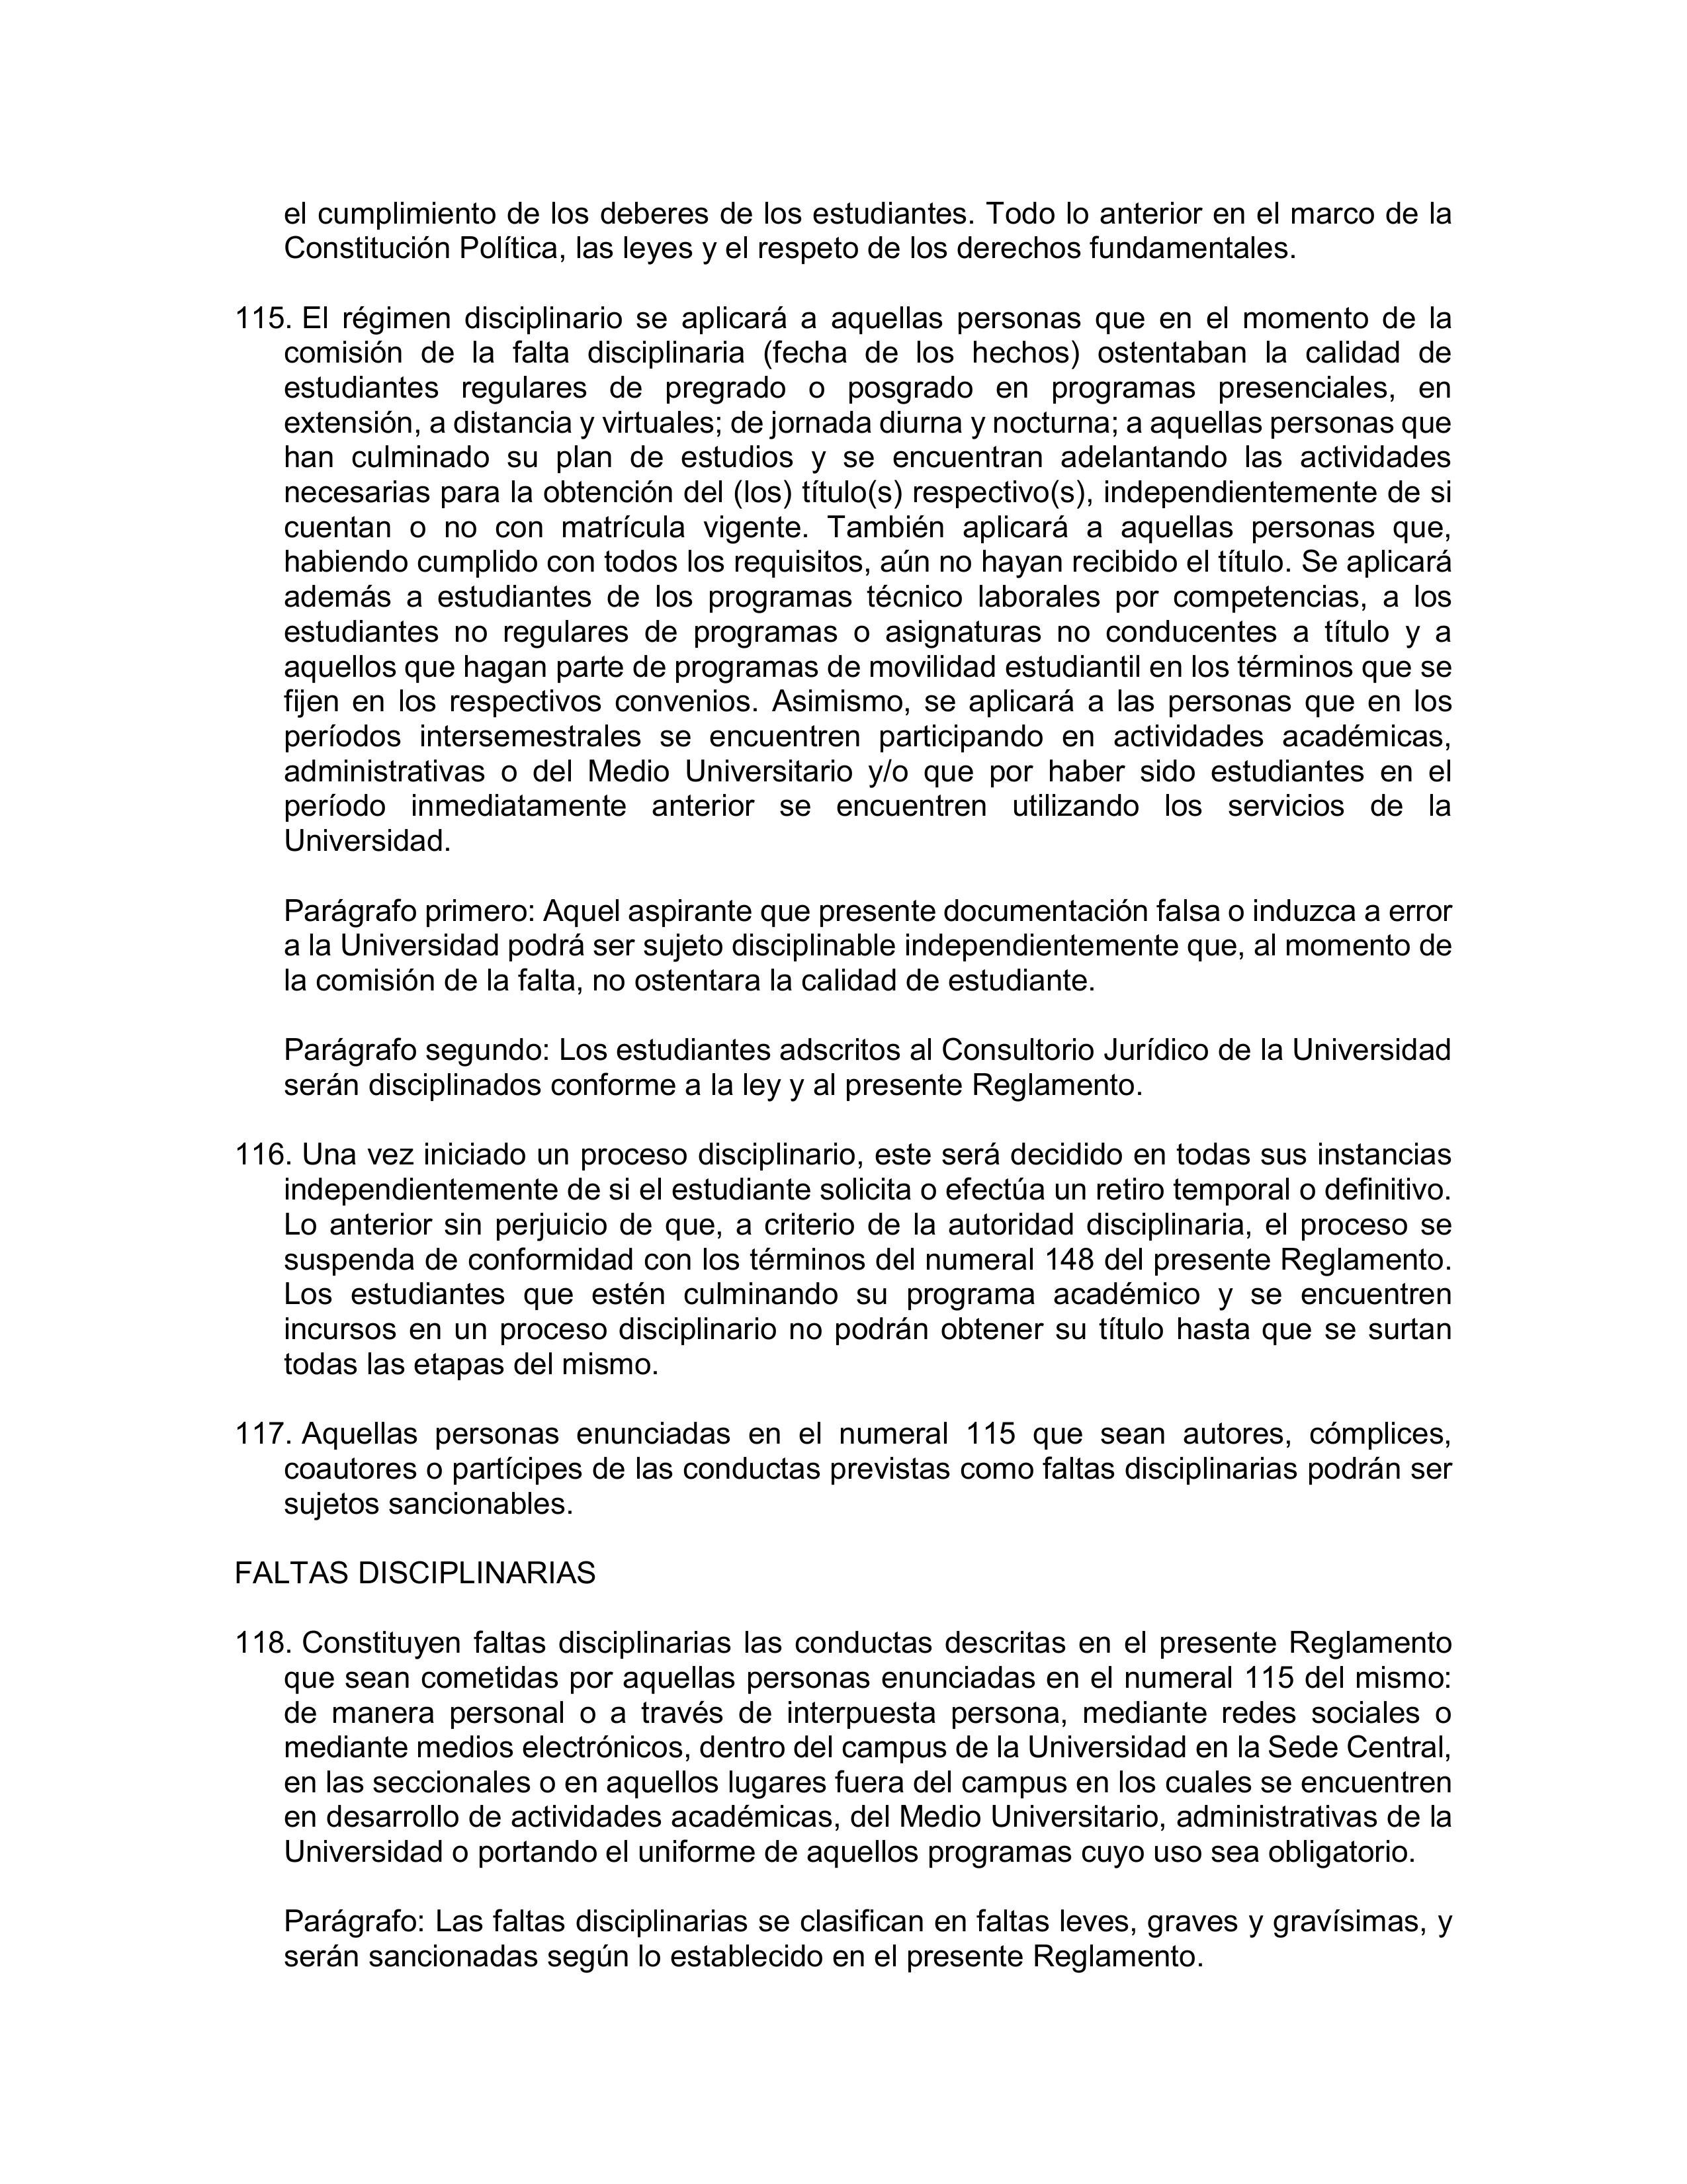 el cumplimiento de los deberes de los estudiantes. Todo lo anterior en el marco de la
Constitución Política, las leyes y el respeto de los derechos fundamentales.
115. El régimen disciplinario se aplicará a aquellas personas que en el momento de la
comisión de la falta disciplinaria (fecha de los hechos) ostentaban la calidad de
estudiantes regulares de pregrado o posgrado en programas presenciales, en
extensión, a distancia y virtuales; de jornada diurna y nocturna; a aquellas personas que
han culminado su plan de estudios y se encuentran adelantando las actividades
necesarias para la obtención del (los) título(s) respectivo(s), independientemente de si
cuentan o no con matrícula vigente. También aplicará a aquellas personas que,
habiendo cumplido con todos los requisitos, aún no hayan recibido el título. Se aplicará
además a estudiantes de los programas técnico laborales por competencias, a los
estudiantes no regulares de programas o asignaturas no conducentes a título y a
aquellos que hagan parte de programas de movilidad estudiantil en los términos que se
fijen en los respectivos convenios. Asimismo, se aplicará a las personas que en los
períodos intersemestrales se encuentren participando en actividades académicas,
administrativas o del Medio Universitario y/o que por haber sido estudiantes en el
período inmediatamente anterior se encuentren utilizando los servicios de la
Universidad.
Parágrafo primero: Aquel aspirante que presente documentación falsa o induzca a error
a la Universidad podrá ser sujeto disciplinable independientemente que, al momento de
la comisión de la falta, no ostentara la calidad de estudiante.
Parágrafo segundo: Los estudiantes adscritos al Consultorio Jurídico de la Universidad
serán disciplinados conforme a la ley y al presente Reglamento.
116. Una vez iniciado un proceso disciplinario, este será decidido en todas sus instancias
independientemente de si el estudiante solicita o efectúa un retiro temporal o definitivo.
Lo anterior sin perjuicio de que, a criterio de la autoridad disciplinaria, el proceso se
suspenda de conformidad con los términos del numeral 148 del presente Reglamento.
Los estudiantes que estén culminando su programa académico y se encuentren
incursos en un proceso disciplinario no podrán obtener su título hasta que se surtan
todas las etapas del mismo.
117. Aquellas personas enunciadas en el numeral 115 que sean autores, cómplices,
coautores o partícipes de las conductas previstas como faltas disciplinarias podrán ser
sujetos sancionables.
FALTAS DISCIPLINARIAS
118. Constituyen faltas disciplinarias las conductas descritas en el presente Reglamento
que sean cometidas por aquellas personas enunciadas en el numeral 115 del mismo:
de manera personal o a través de interpuesta persona, mediante redes sociales o
mediante medios electrónicos, dentro del campus de la Universidad en la Sede Central,
en las seccionales o en aquellos lugares fuera del campus en los cuales se encuentren
en desarrollo de actividades académicas, del Medio Universitario, administrativas de la
Universidad o portando el uniforme de aquellos programas cuyo uso sea obligatorio.
Parágrafo: Las faltas disciplinarias se clasifican en faltas leves, graves y gravísimas, y
serán sancionadas según lo establecido en el presente Reglamento.